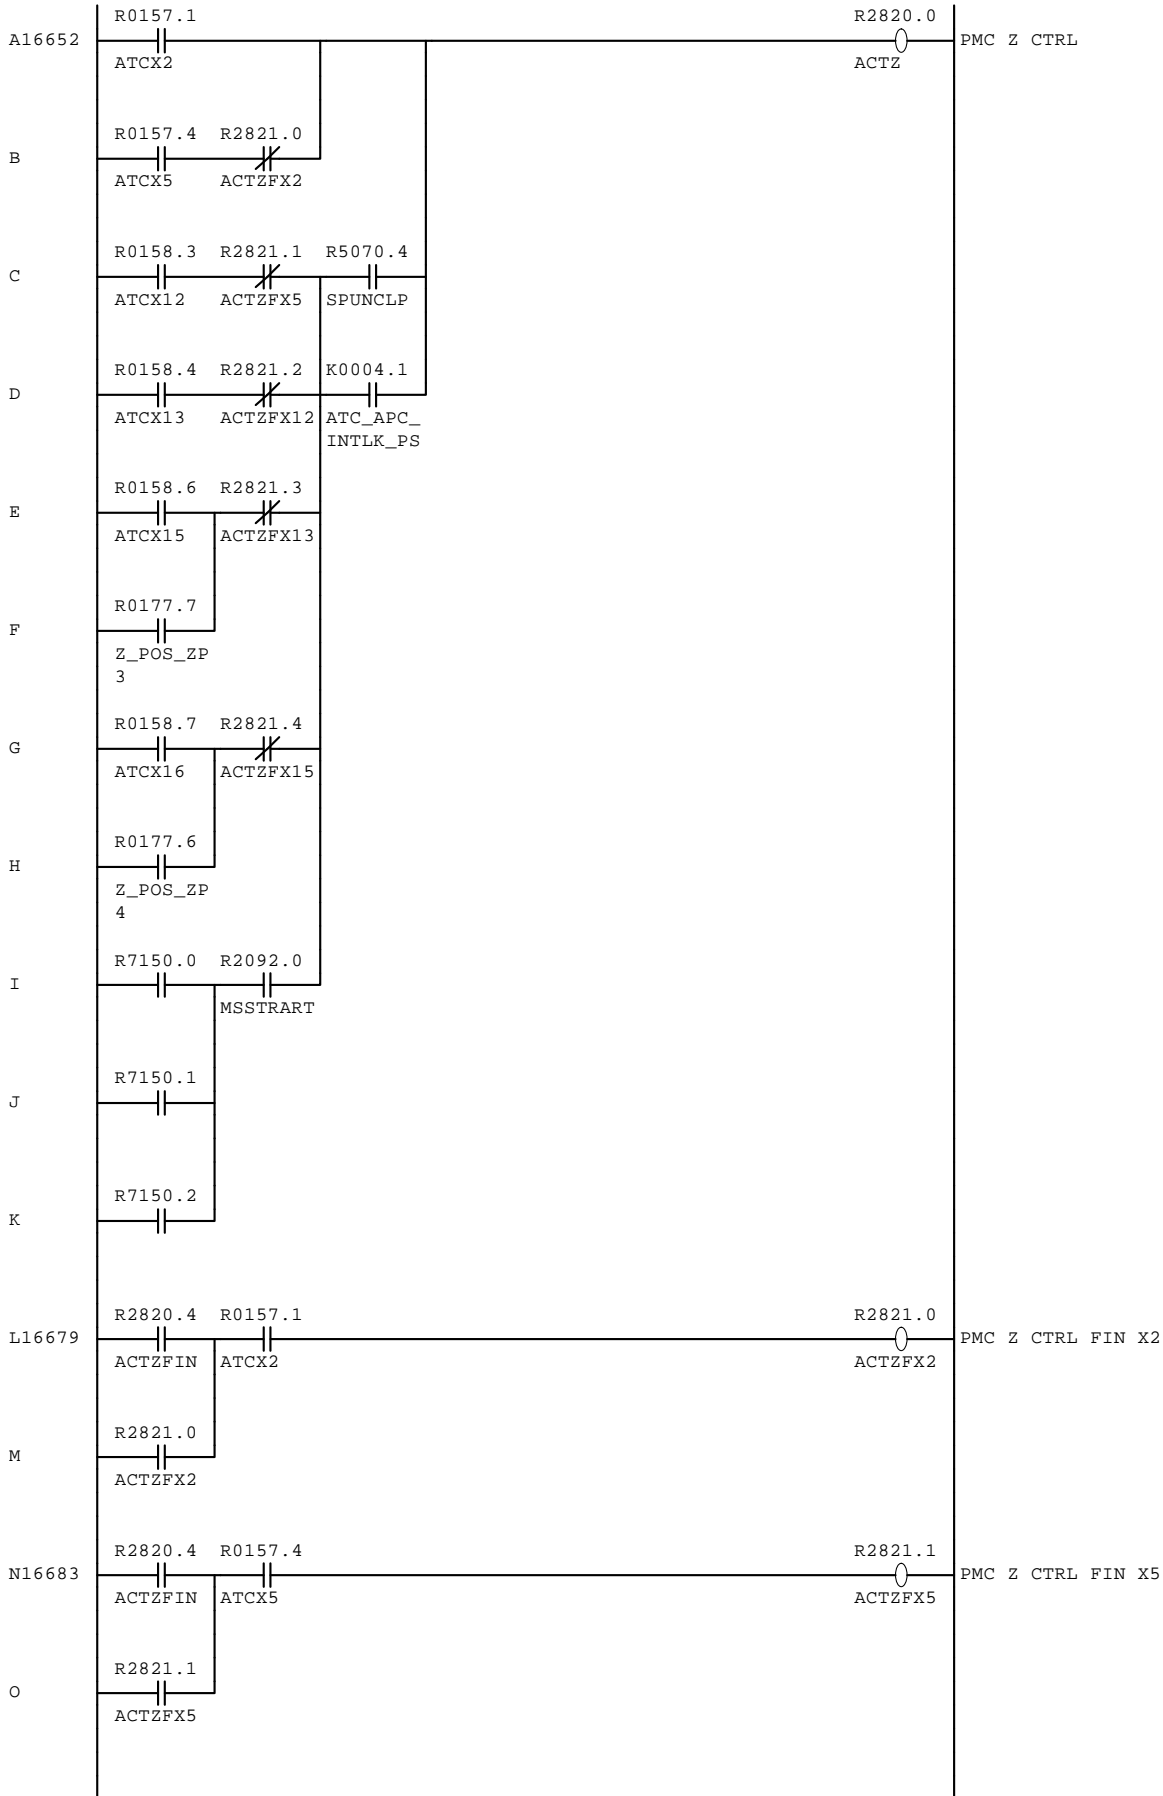 R0157.1 R2820.0
A16652 PMC Z CTRL
ATCX2 ACTZ
R0157.4 R2821.0
B
ATCX5 ACTZFX2
R0158.3 R2821.1 R5070.4
C
ATCX12 ACTZFX5 SPUNCLP
R0158.4 R2821.2 K0004.1
D
ATCX13 ACTZFX12 ATC_APC_
INTLK_PS
R0158.6 R2821.3
E
ATCX15 ACTZFX13
R0177.7
F
Z_POS_ZP
3
R0158.7 R2821.4
G
ATCX16 ACTZFX15
R0177.6
H
Z_POS_ZP
4
R7150.0 R2092.0
I
MSSTRART
R7150.1
J
R7150.2
K
R2820.4 R0157.1 R2821.0
L16679 PMC Z CTRL FIN X2
ACTZFIN ATCX2 ACTZFX2
R2821.0
M
ACTZFX2
R2820.4 R0157.4 R2821.1
N16683 PMC Z CTRL FIN X5
ACTZFIN ATCX5 ACTZFX5
R2821.1
O
ACTZFX5